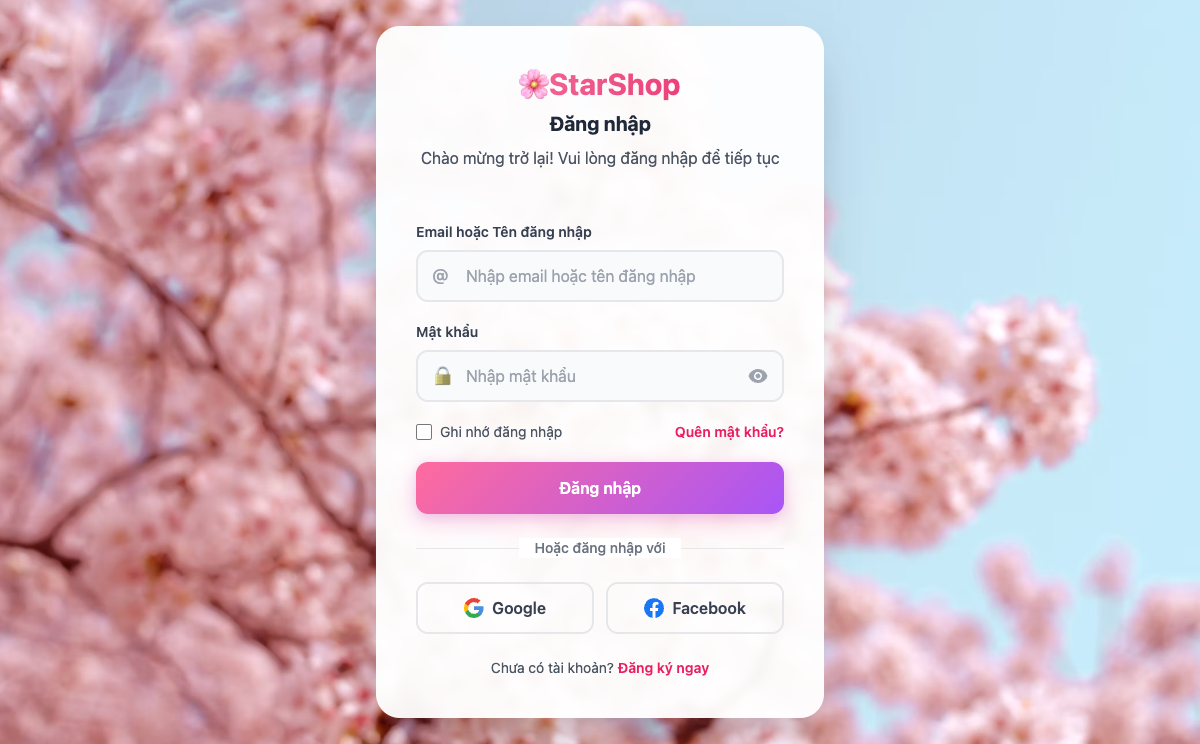 🌸StarShop
Đăng nhập
Chào mừng trở lại! Vui lòng đăng nhập để tiếp tục
Email hoặc Tên đăng nhập
@ Nhập email hoặc tên đăng nhập
Mật khẩu
🔒 Nhập mật khẩu
Ghi nhớ đăng nhập Quên mật khẩu?
Đăng nhập
Hoặc đăng nhập với
Google Facebook
Chưa có tài khoản? Đăng ký ngay